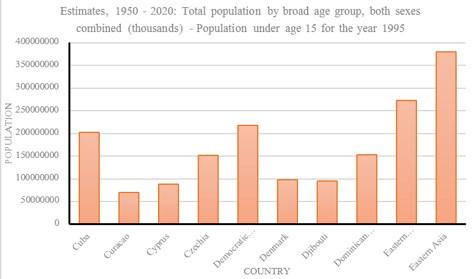 Estimates, 1950 - 2020: Total population by broad age group, both sexes
combined (thousands) - Population under age 15 for the year 1995
400000000
350000000
300000000
250000000
200000000
150000000
100000000
50000000
0
POPULATION
Cuba
Curacao
Cyprus
Czechia
Democratic...
Denmark
Djibouti
Dominican...
Eastern...
Eastern Asia
COUNTRY